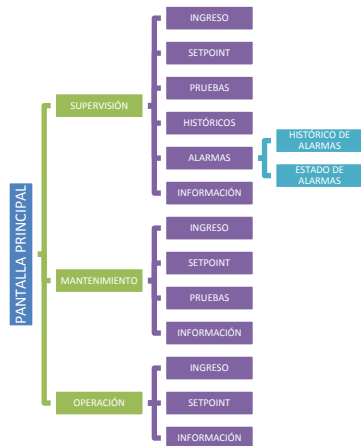 PANTALLA PRINCIPAL
SUPERVISIÓN
INGRESO
SETPOINT
PRUEBAS
HISTÓRICOS
ALARMAS
HISTÓRICO DE
ALARMAS
ESTADO DE
ALARMAS
INFORMACIÓN
MANTENIMIENTO
INGRESO
SETPOINT
PRUEBAS
INFORMACIÓN
OPERACIÓN
INGRESO
SETPOINT
INFORMACIÓN